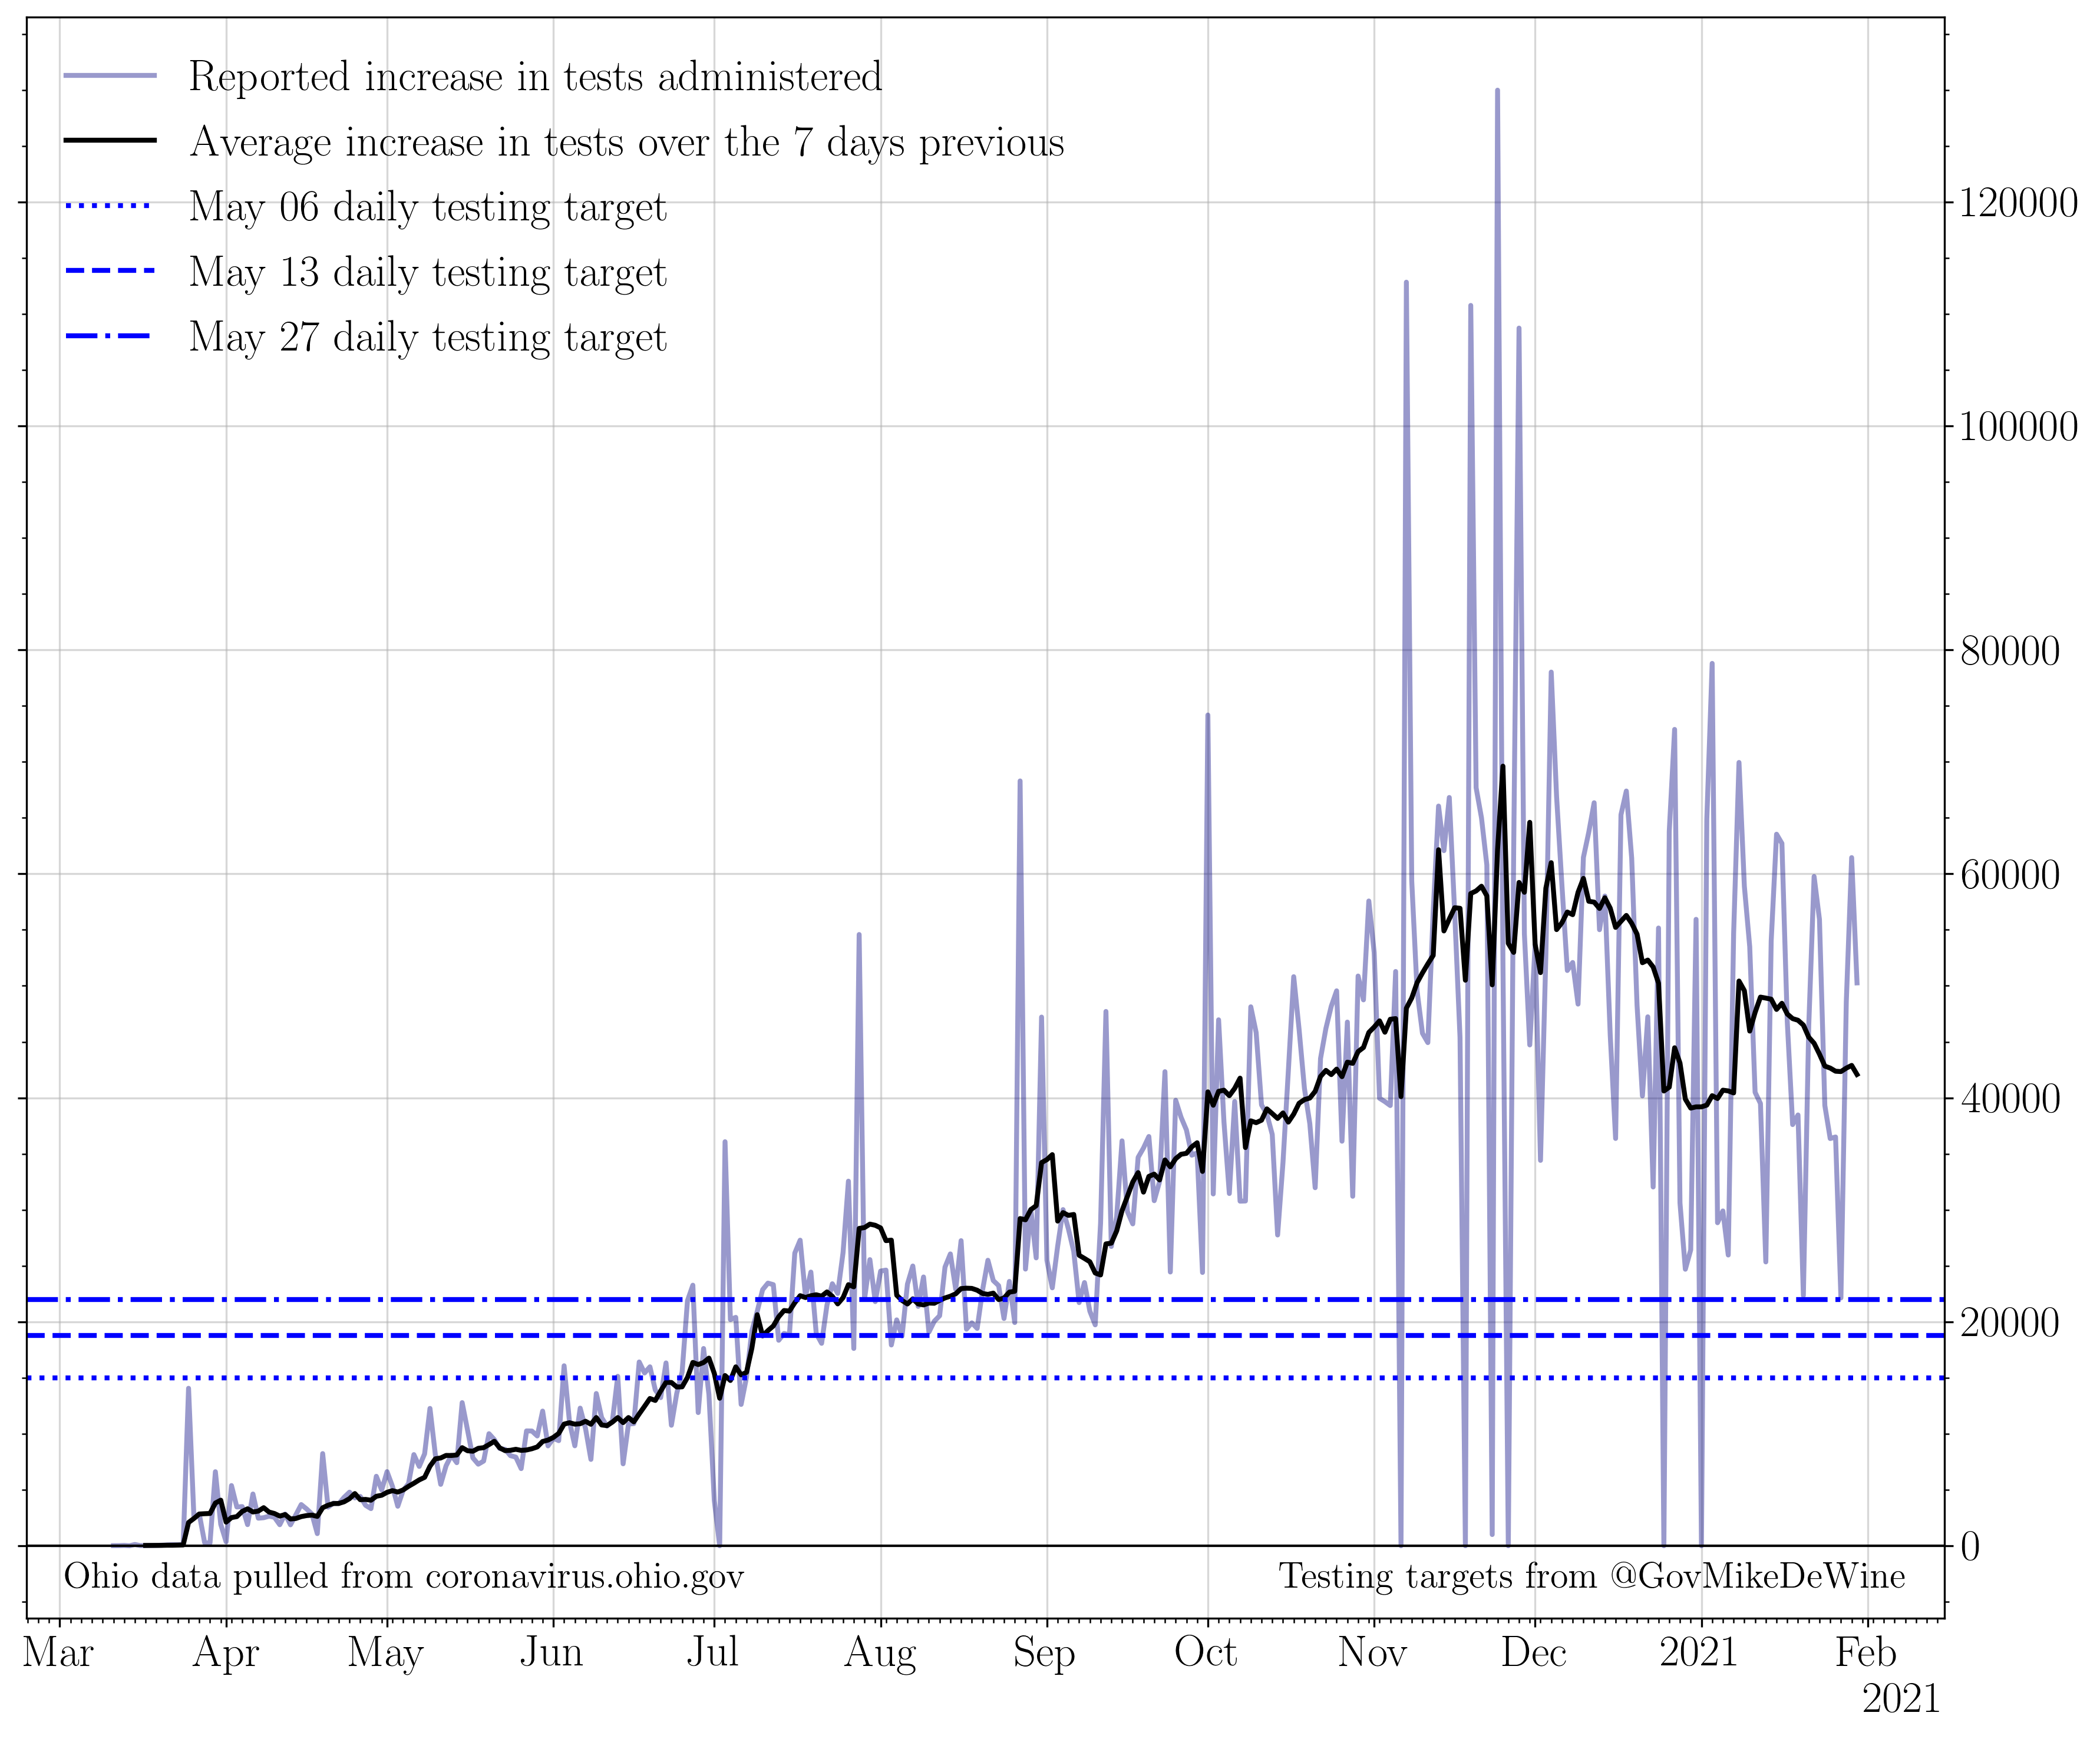 Reported increase in tests administered
Average increase in tests over the 7 days previous
May 06 daily testing target
May 13 daily testing target
May 27 daily testing target
120000
100000
80000
60000
40000
20000
0
Ohio data pulled from coronavirus.ohio.gov
Testing targets from @GovMikeDeWine
Mar Apr May Jun Jul Aug Sep Oct Nov Dec 2021 Feb
2021